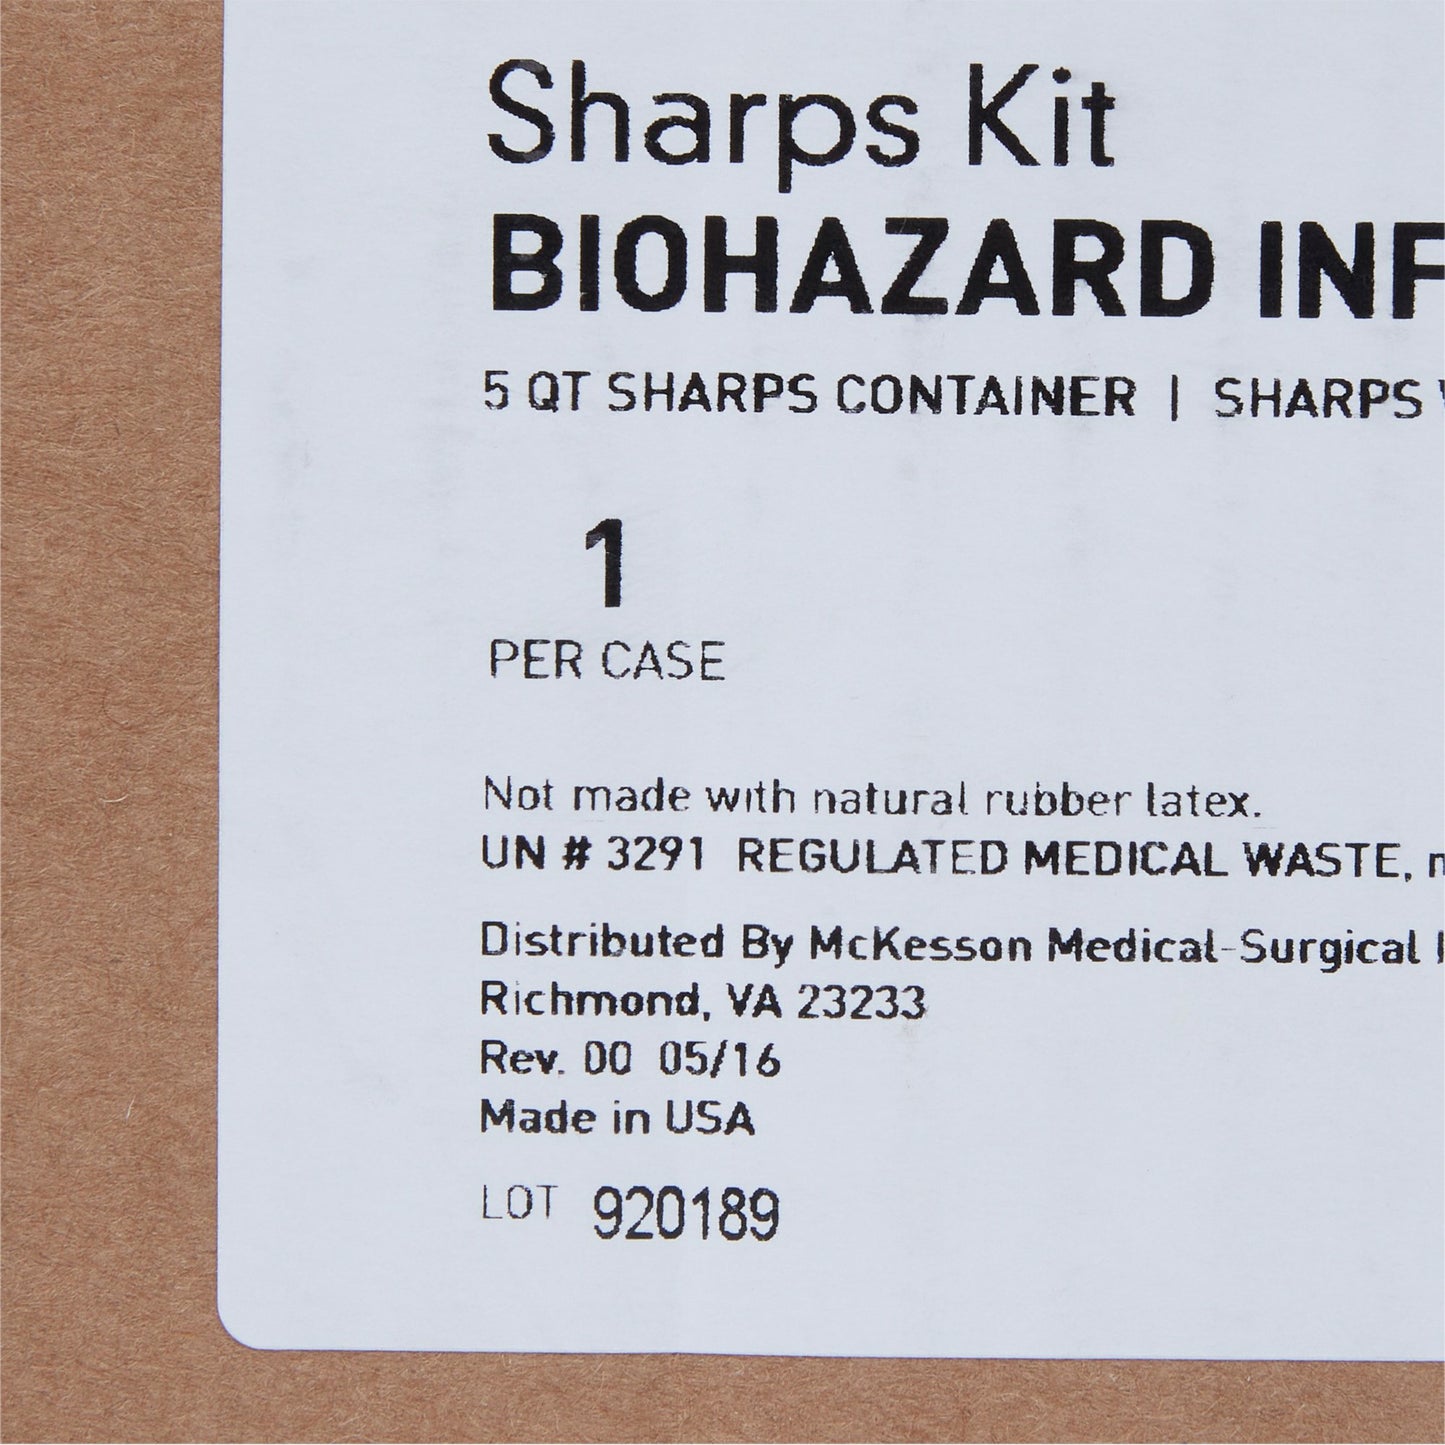 Sharps Kit
BIOHAZARD INF
5 QT SHARPS CONTAINER | SHARPS
1
PER CASE
Not made with natural rubber latex.
UN # 3291 REGULATED MEDICAL WASTE,
Distributed By McKesson Medical-Surgical
Richmond, VA 23233
Rev. 00 05/16
Made in USA
LOT 920189